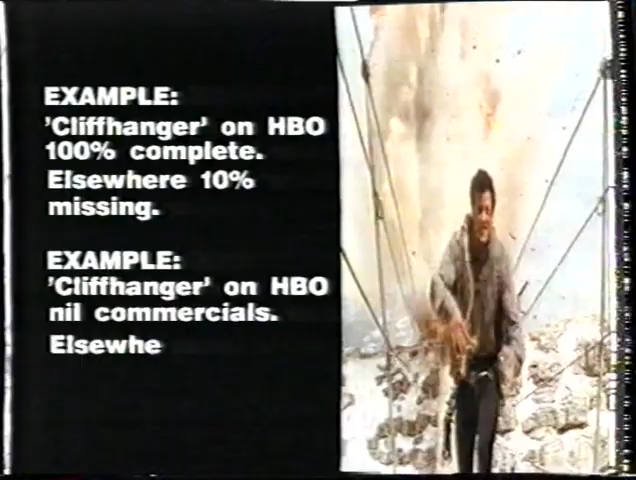 EXAMPLE:
'Cliffhanger' on HBO
100% complete.
Elsewhere 10%
missing.
EXAMPLE:
'Cliffhanger' on HBO
nil commercials.
Elsewhe